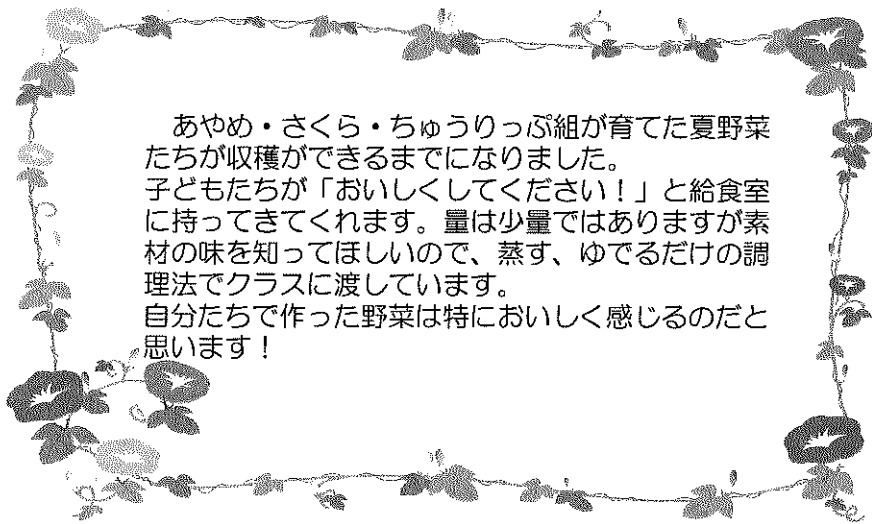 あやめ・さくら・ちゅうりっぷ組が育てた夏野菜
たちが収穫ができるまでになりました。
子どもたちが「おいしくしてください！」と給食室
に持ってきてくれます。量は少量ではありますが素
材の味を知ってほしいので、蒸す、ゆでるだけの調
理法でクラスに渡しています。
自分たちで作った野菜は特においしく感じるのだと
思います！